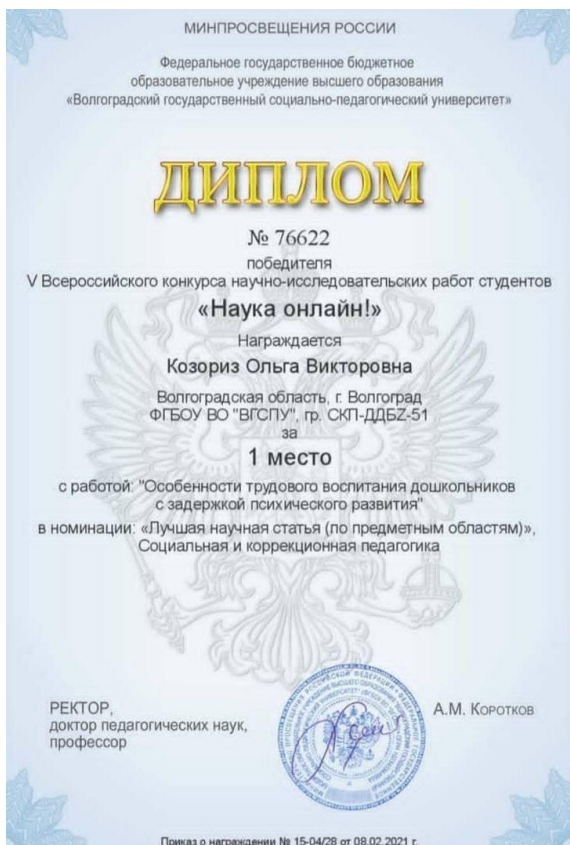 МИНПРОСВЕЩЕНИЯ РОССИИ
Федеральное государственное бюджетное
образовательное учреждение высшего образования
«Волгоградский государственный социально-педагогический университет»
ДИПЛОМ
№ 76622
победителя
V Всероссийского конкурса научно-исследовательских работ студентов
«Наука онлайн!»
Награждается
Козориз Ольга Викторовна
Волгоградская область, г. Волгоград
ФГБОУ ВО "ВГСПУ", гр. СКП-ДДБZ-51
за
1 место
с работой: "Особенности трудового воспитания дошкольников
с задержкой психического развития"
в номинации: «Лучшая научная статья (по предметным областям)»,
Социальная и коррекционная педагогика
РЕКТОР,
доктор педагогических наук,
профессор
А.М. Коротков
Приказ о награждении № 15-04/28 от 08.02.2021 г.